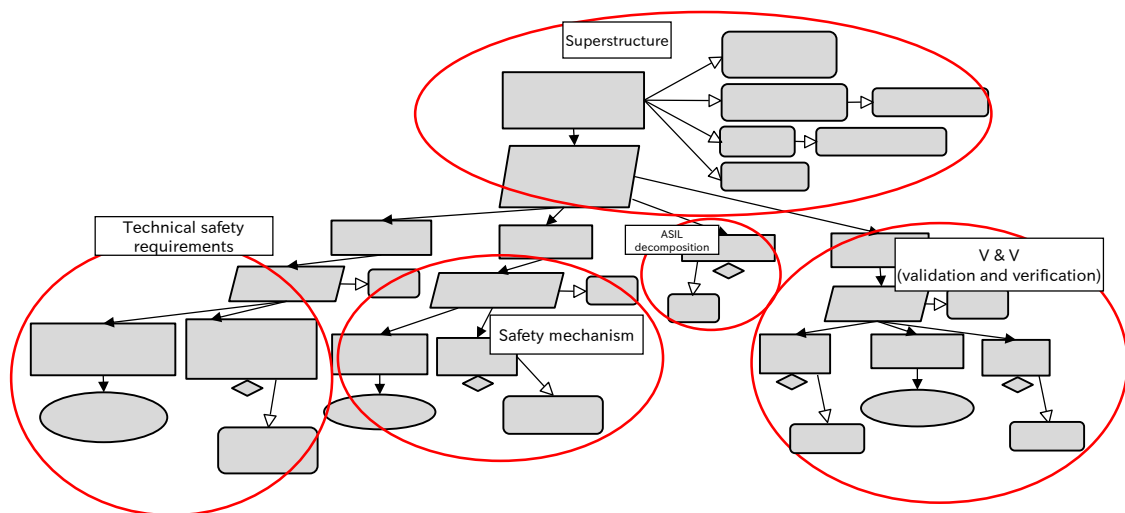 Superstructure
Technical safety
requirements
ASIL
decomposition
V & V
(validation and verification)
Safety mechanism